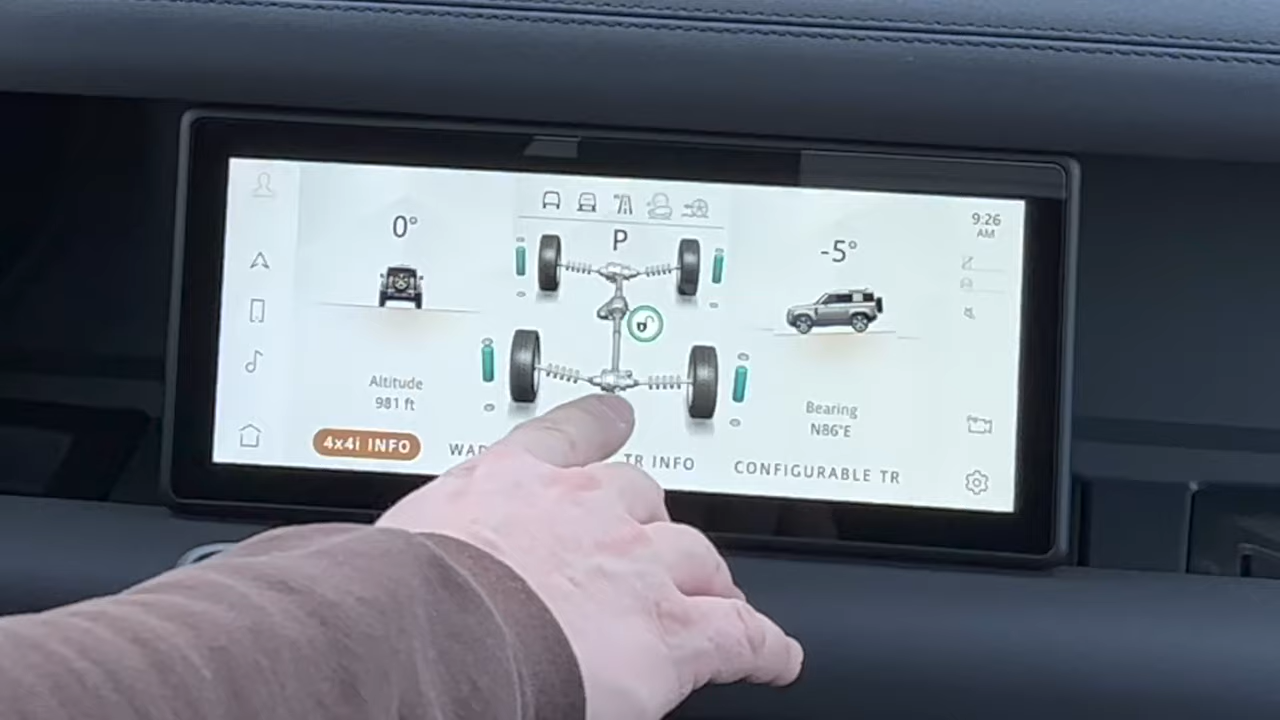 0°
P
-5°
9:26
AM
Altitude
981 ft
Bearing
N86°E
4x4i INFO
TR INFO
CONFIGURABLE TR